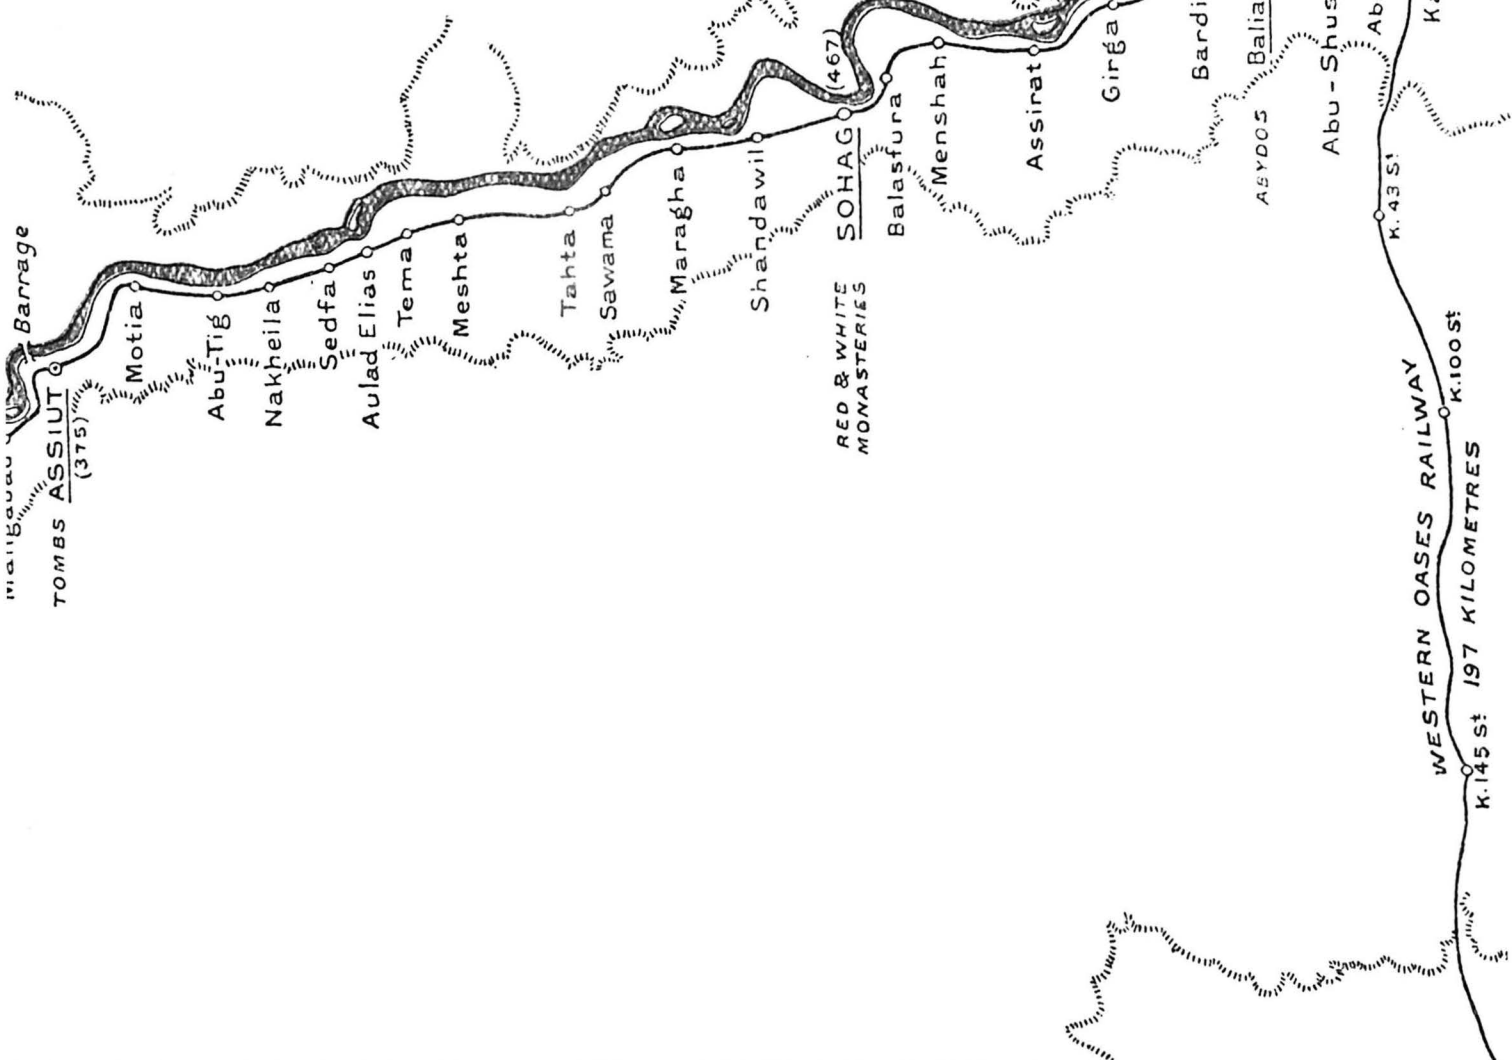 Barrage
TOMBS ASSIUT
(375)
Motia
Abu-Tig
Nakheila
Sedfa
Aulad Elias
Tema
Meshta
Tahta
Sawama
Maragha
Shandawil
SOHAG
(467)
RED & WHITE
MONASTERIES
Balasfura
Menshah
Assirat
Girga
Bardi
Balia
ABYDOS
Abu-Shus
Ab
K. 43 St
K.100 St
WESTERN OASES RAILWAY
197 KILOMETRES
K.145 St